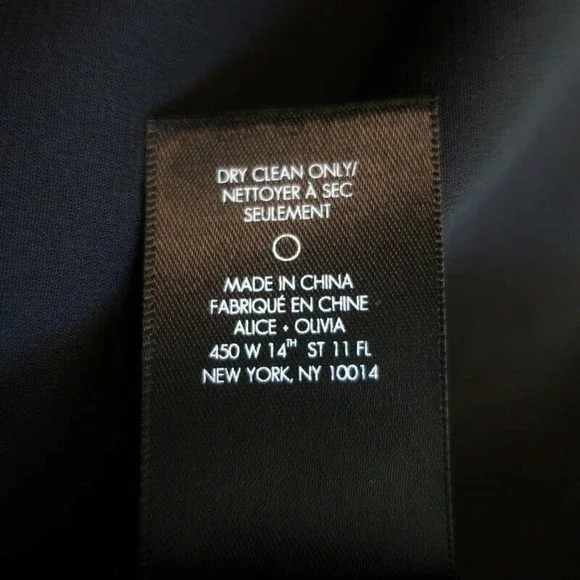 DRY CLEAN ONLY/
NETTOYER À SEC
SEULEMENT
MADE IN CHINA
FABRIQUÉ EN CHINE
ALICE + OLIVIA
450 W 14TH ST 11 FL
NEW YORK, NY 10014